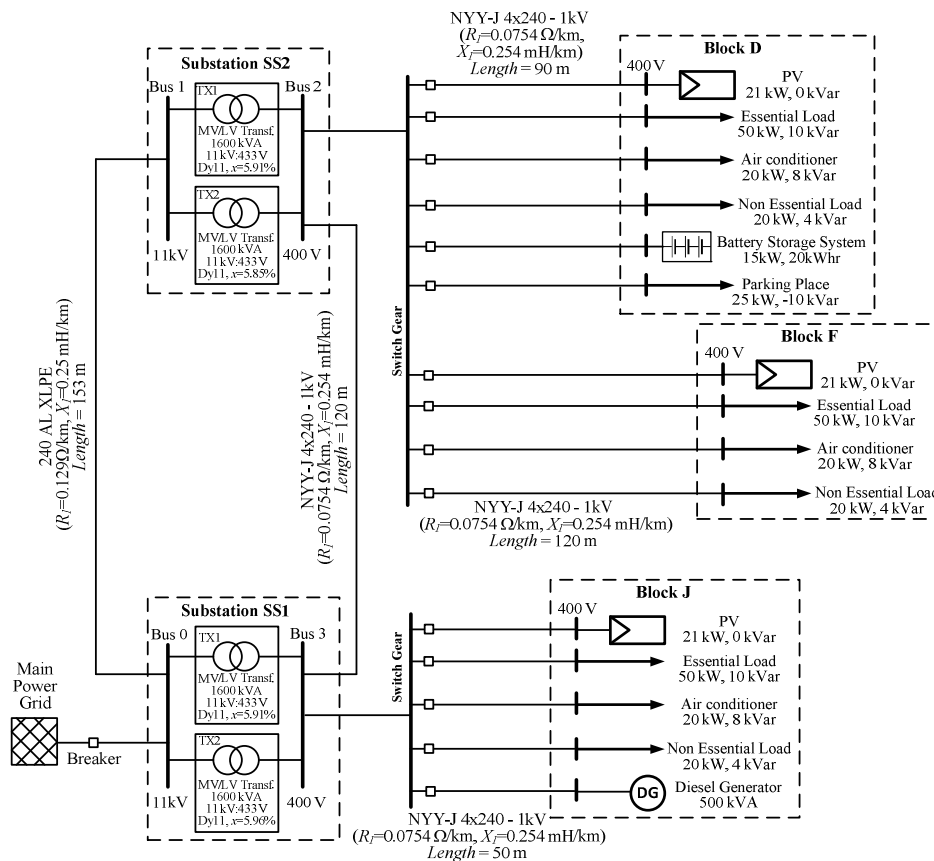 NYY-J 4x240 - 1kV
(R1=0.0754 Ω/km,
X1=0.254 mH/km)
Length = 90 m
Substation SS2
Bus 1
Bus 2
TX1
MV/LV Transf.
1600 kVA
11kV:433V
Dy11, x=5.91%
TX2
MV/LV Transf.
1600 kVA
11kV:433V
Dy11, x=5.85%
11kV
400 V
Block D
400 V
PV
21 kW, 0 kVar
Essential Load
50 kW, 10 kVar
Air conditioner
20 kW, 8 kVar
Non Essential Load
20 kW, 4 kVar
Battery Storage System
15kW, 20kWhr
Parking Place
25 kW, -10 kVar
Switch Gear
Block F
400 V
PV
21 kW, 0 kVar
Essential Load
50 kW, 10 kVar
Air conditioner
20 kW, 8 kVar
Non Essential Load
20 kW, 4 kVar
NYY-J 4x240 - 1kV
(R1=0.0754 Ω/km, X1=0.254 mH/km)
Length = 120 m
240 AL XLPE
(R1=0.129Ω/km, X1=0.25 mH/km)
Length = 153 m
NYY-J 4x240 - 1kV
(R1=0.0754 Ω/km, X1=0.254 mH/km)
Length = 120 m
Substation SS1
Bus 0
Bus 3
TX1
MV/LV Transf.
1600 kVA
11kV:433V
Dy11, x=5.91%
TX2
MV/LV Transf.
1600 kVA
11kV:433V
Dy11, x=5.96%
11kV
400 V
Main
Power
Grid
Breaker
Switch Gear
Block J
400 V
PV
21 kW, 0 kVar
Essential Load
50 kW, 10 kVar
Air conditioner
20 kW, 8 kVar
Non Essential Load
20 kW, 4 kVar
DG
Diesel Generator
500 kVA
NYY-J 4x240 - 1kV
(R1=0.0754 Ω/km, X1=0.254 mH/km)
Length = 50 m